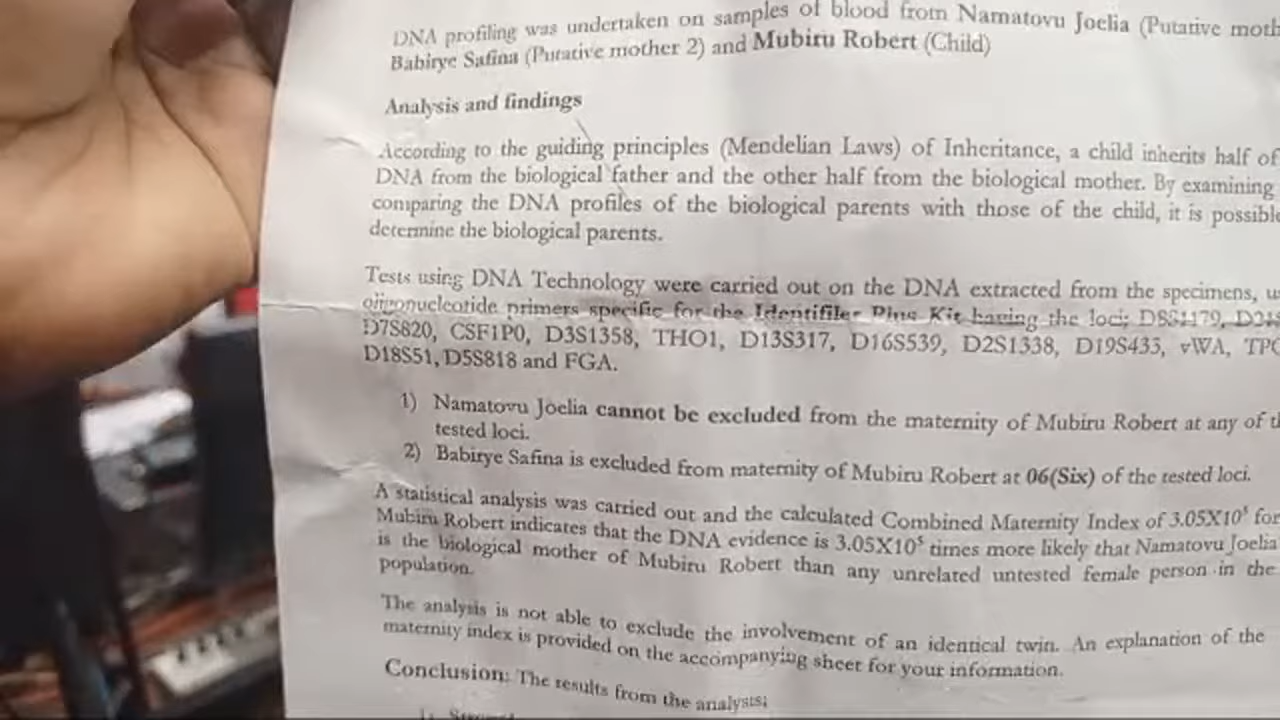 DNA profiling was undertaken on samples of blood from Namatovu Joelia (Putative moth
Babirye Safina (Putative mother 2) and Mubiru Robert (Child)
Analysis and findings
According to the guiding principles (Mendelian Laws) of Inheritance, a child inherits half of
DNA from the biological father and the other half from the biological mother. By examining
comparing the DNA profiles of the biological parents with those of the child, it is possible
determine the biological parents.
Tests using DNA Technology were carried out on the DNA extracted from the specimens, u
oligonucleotide primers specific for the Identifiler Plus Kit having the loci; D8S1179, D21S
D7S820, CSF1P0, D3S1358, THO1, D13S317, D16S539, D2S1338, D19S433, vWA, TPO
D18S51, D5S818 and FGA.
1) Namatovu Joelia cannot be excluded from the maternity of Mubiru Robert at any of th
tested loci.
2) Babirye Safina is excluded from maternity of Mubiru Robert at 06(Six) of the tested loci.
A statistical analysis was carried out and the calculated Combined Maternity Index of 3.05X10⁵ for
Mubiru Robert indicates that the DNA evidence is 3.05X10⁵ times more likely that Namatovu Joelia
is the biological mother of Mubiru Robert than any unrelated untested female person in the
population.
The analysis is not able to exclude the involvement of an identical twin. An explanation of the
maternity index is provided on the accompanying sheet for your information.
Conclusion: The results from the analysts;